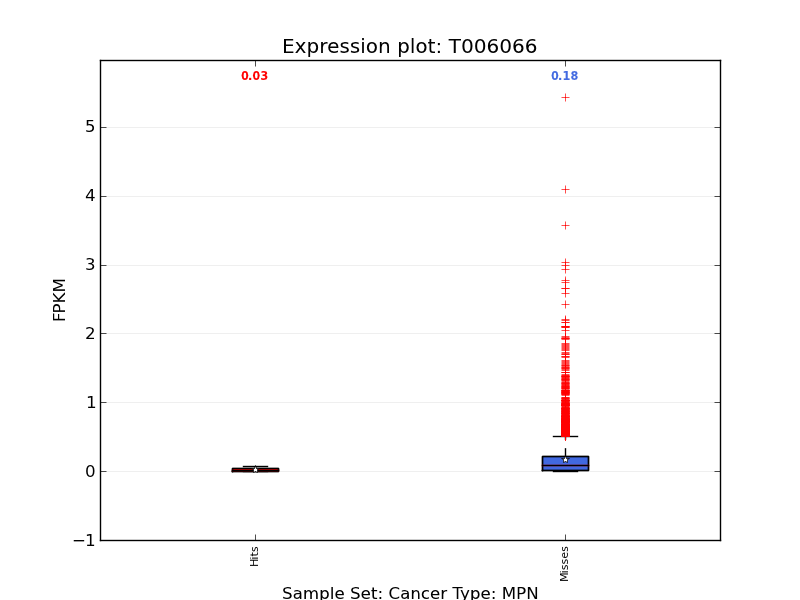 Expression plot: T006066
0.03
0.18
5
4
3
2
1
0
−1
FPKM
Hits
Misses
Sample Set: Cancer Type: MPN